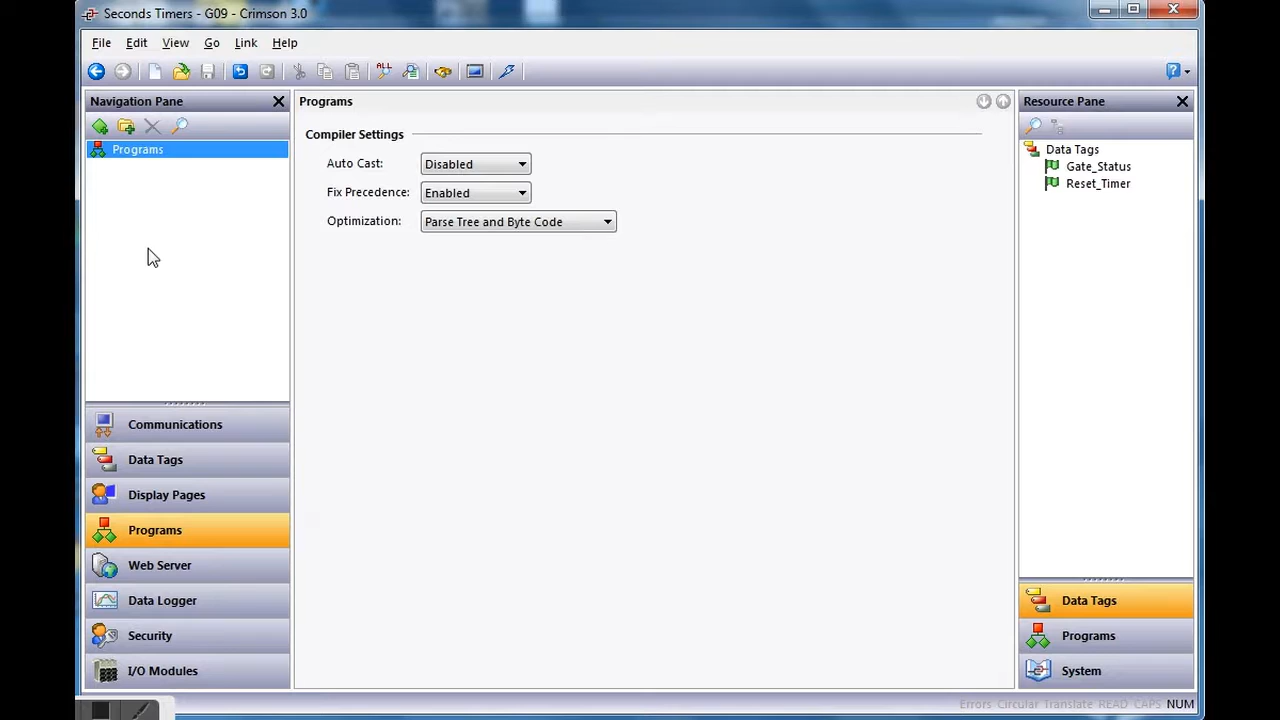 Seconds Timers - G09 - Crimson 3.0
File Edit View Go Link Help
ALL
Navigation Pane
Programs
Resource Pane
Programs
Compiler Settings
Auto Cast: Disabled
Fix Precedence: Enabled
Optimization: Parse Tree and Byte Code
Data Tags
Gate_Status
Reset_Timer
Communications
Data Tags
Display Pages
Programs
Web Server
Data Logger
Security
I/O Modules
Data Tags
Programs
System
Errors Circular Translate READ CAPS NUM